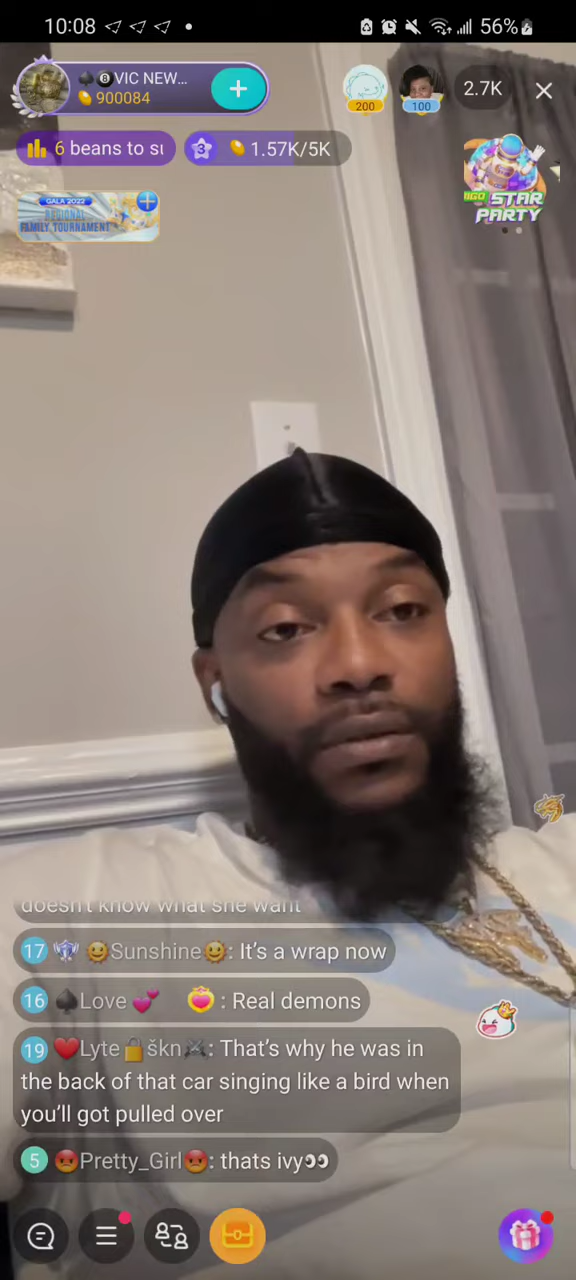 10:08
56%
♠️🎱VIC NEW...
900084
200
100
2.7K
6 beans to su
3 1.57K/5K
GALA 2022
REGIONAL
FAMILY TOURNAMENT
STAR
PARTY
doesn't know what she want
17 😃Sunshine😃: It's a wrap now
16 ♠️Love 💕 : Real demons
19 ❤️Lyte🔒škn⚔️: That's why he was in
the back of that car singing like a bird when
you'll got pulled over
5 😡Pretty_Girl😡: thats ivy👀